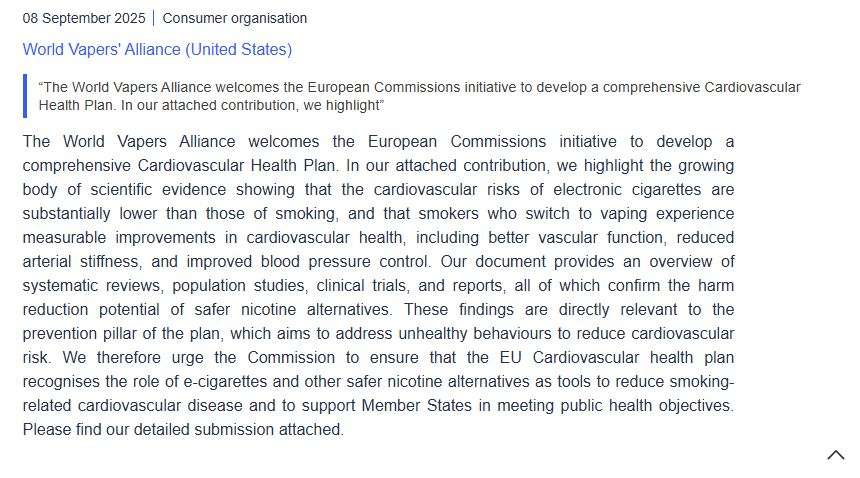 08 September 2025 | Consumer organisation
World Vapers' Alliance (United States)
“The World Vapers Alliance welcomes the European Commissions initiative to develop a comprehensive Cardiovascular
Health Plan. In our attached contribution, we highlight”
The World Vapers Alliance welcomes the European Commissions initiative to develop a
comprehensive Cardiovascular Health Plan. In our attached contribution, we highlight the growing
body of scientific evidence showing that the cardiovascular risks of electronic cigarettes are
substantially lower than those of smoking, and that smokers who switch to vaping experience
measurable improvements in cardiovascular health, including better vascular function, reduced
arterial stiffness, and improved blood pressure control. Our document provides an overview of
systematic reviews, population studies, clinical trials, and reports, all of which confirm the harm
reduction potential of safer nicotine alternatives. These findings are directly relevant to the
prevention pillar of the plan, which aims to address unhealthy behaviours to reduce cardiovascular
risk. We therefore urge the Commission to ensure that the EU Cardiovascular health plan
recognises the role of e-cigarettes and other safer nicotine alternatives as tools to reduce smoking-
related cardiovascular disease and to support Member States in meeting public health objectives.
Please find our detailed submission attached.